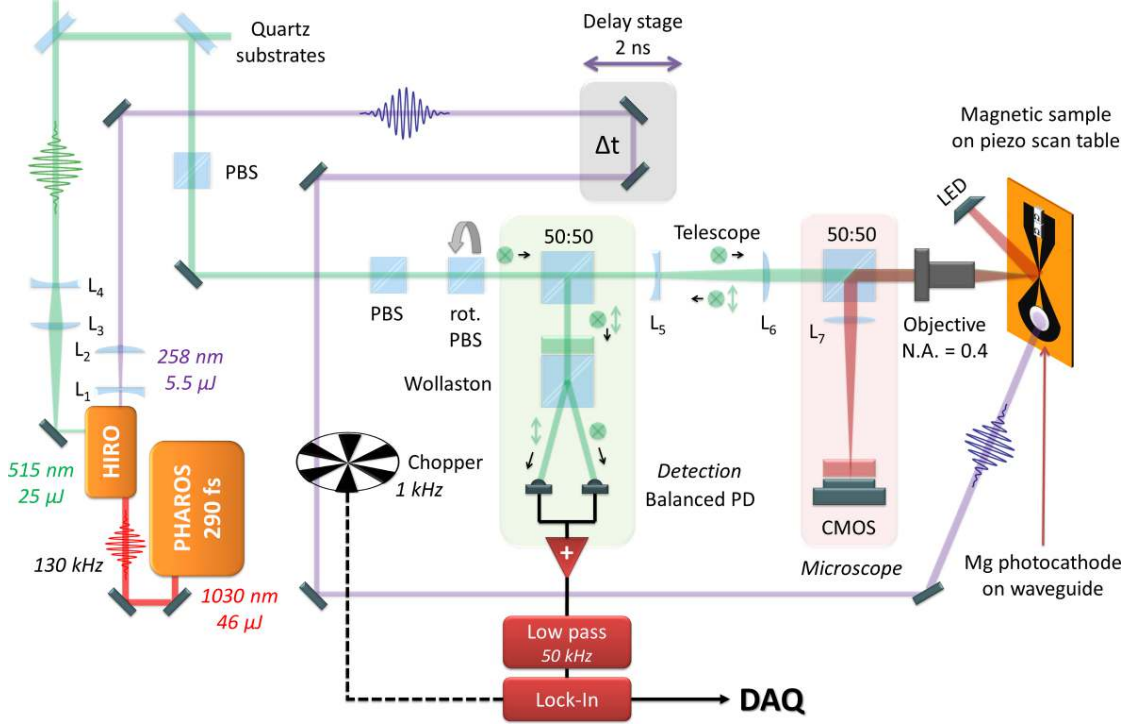 Quartz
substrates
Delay stage
2 ns
Δt
Magnetic sample
on piezo scan table
LED
PBS
50:50
Telescope
50:50
L4
L3
L2
L1
258 nm
5.5 µJ
PBS
rot.
PBS
L5
L6
L7
Objective
N.A. = 0.4
Wollaston
HIRO
515 nm
25 µJ
PHAROS
290 fs
130 kHz
1030 nm
46 µJ
Chopper
1 kHz
Detection
Balanced PD
+
CMOS
Microscope
Mg photocathode
on waveguide
Low pass
50 kHz
Lock-In
DAQ